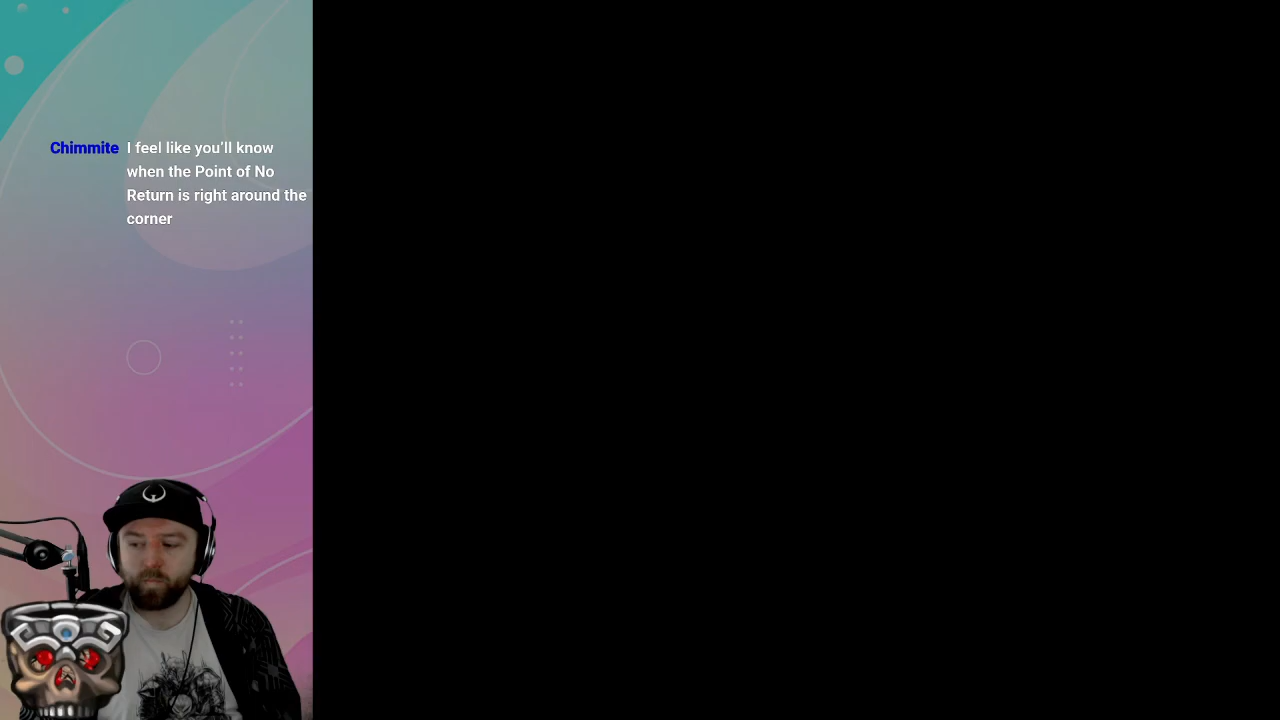 Chimmite I feel like you'll know
when the Point of No
Return is right around the
corner